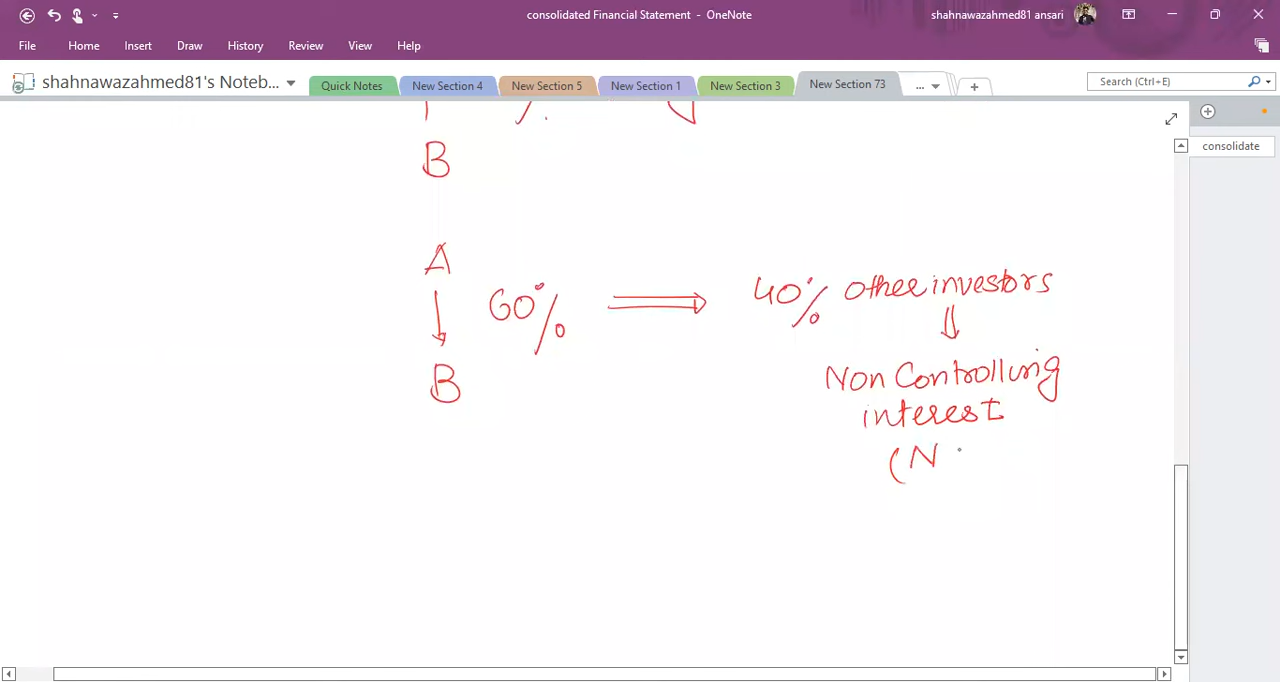 consolidated Financial Statement - OneNote
shahnawazahmed81 ansari
File Home Insert Draw History Review View Help
shahnawazahmed81's Noteb...
Quick Notes New Section 4 New Section 5 New Section 1 New Section 3 New Section 73 ...
Search (Ctrl+E)
consolidate
B
A
60%
B
40% other investors
Non Controlling
interest
(N